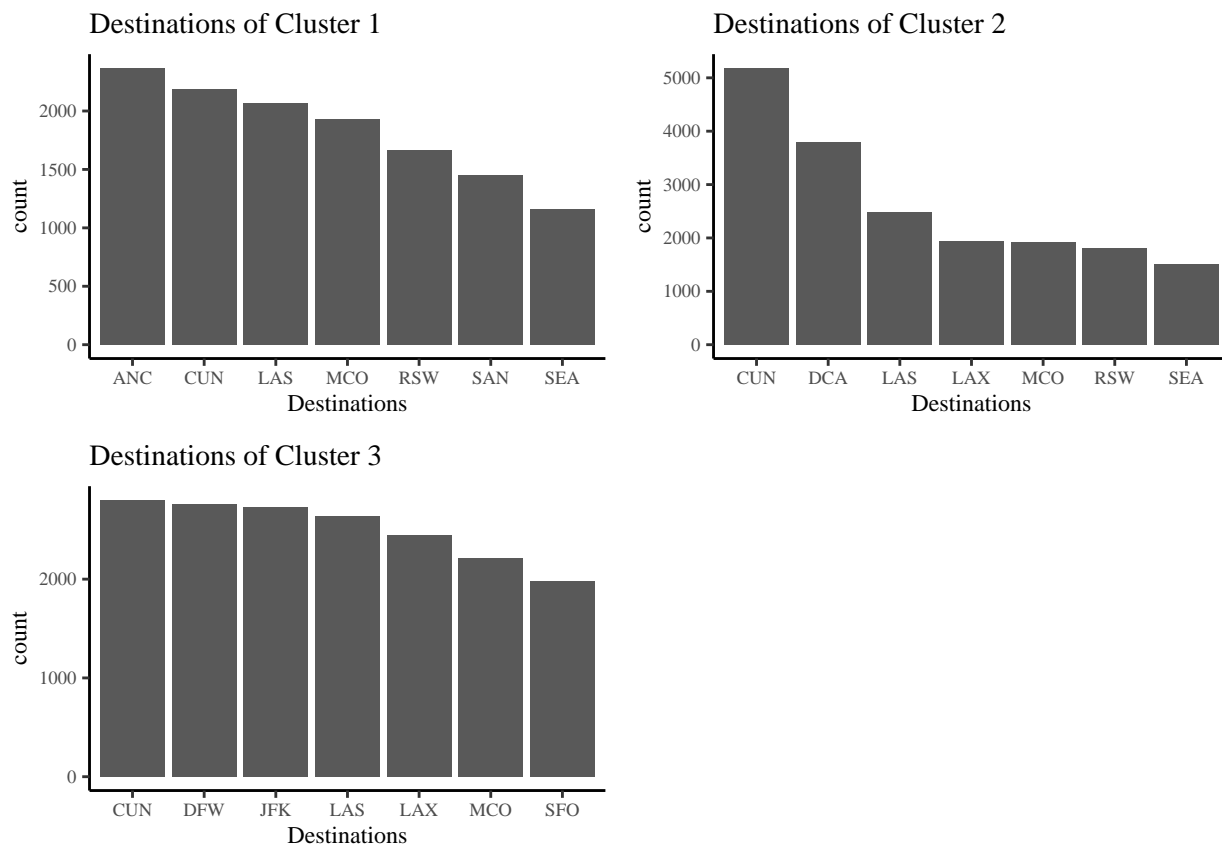 Destinations of Cluster 1
2000
1500
1000
500
0
count
ANC CUN LAS MCO RSW SAN SEA
Destinations
Destinations of Cluster 2
5000
4000
3000
2000
1000
0
count
CUN DCA LAS LAX MCO RSW SEA
Destinations
Destinations of Cluster 3
2000
1000
0
count
CUN DFW JFK LAS LAX MCO SFO
Destinations